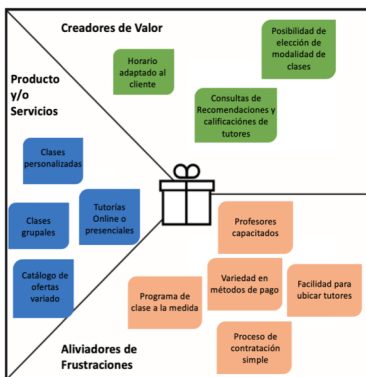 Creadores de Valor
Posibilidad de
elección de
modalidad de
clases
Horario
adaptado al
cliente
Consultas de
Recomendaciones y
calificaciónes de
tutores
Producto
y/o
Servicios
Clases
personalizadas
Clases
grupales
Tutorías
Online o
presenciales
Catálogo de
ofertas
variado
Profesores
capacitados
Variedad en
métodos de pago
Facilidad para
ubicar tutores
Programa de
clase a la medida
Proceso de
contratación
simple
Aliviadores de
Frustraciones